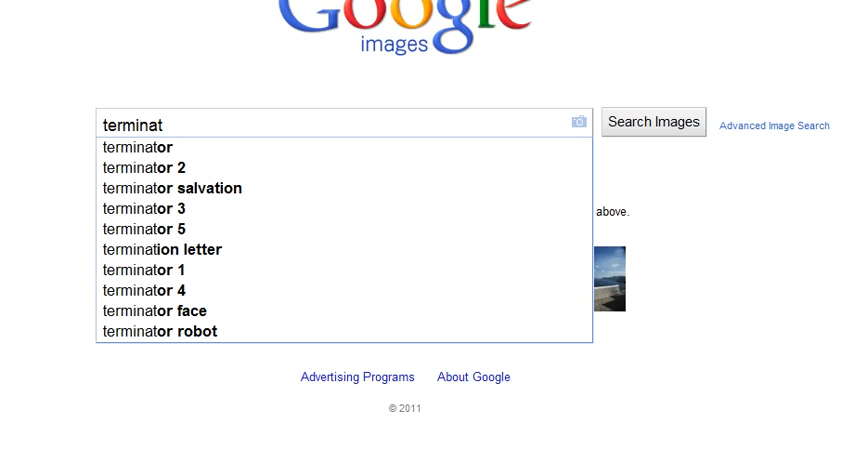 Google
images
terminat
Search Images
Advanced Image Search
terminator
terminator 2
terminator salvation
terminator 3
above.
terminator 5
termination letter
terminator 1
terminator 4
terminator face
terminator robot
Advertising Programs About Google
© 2011